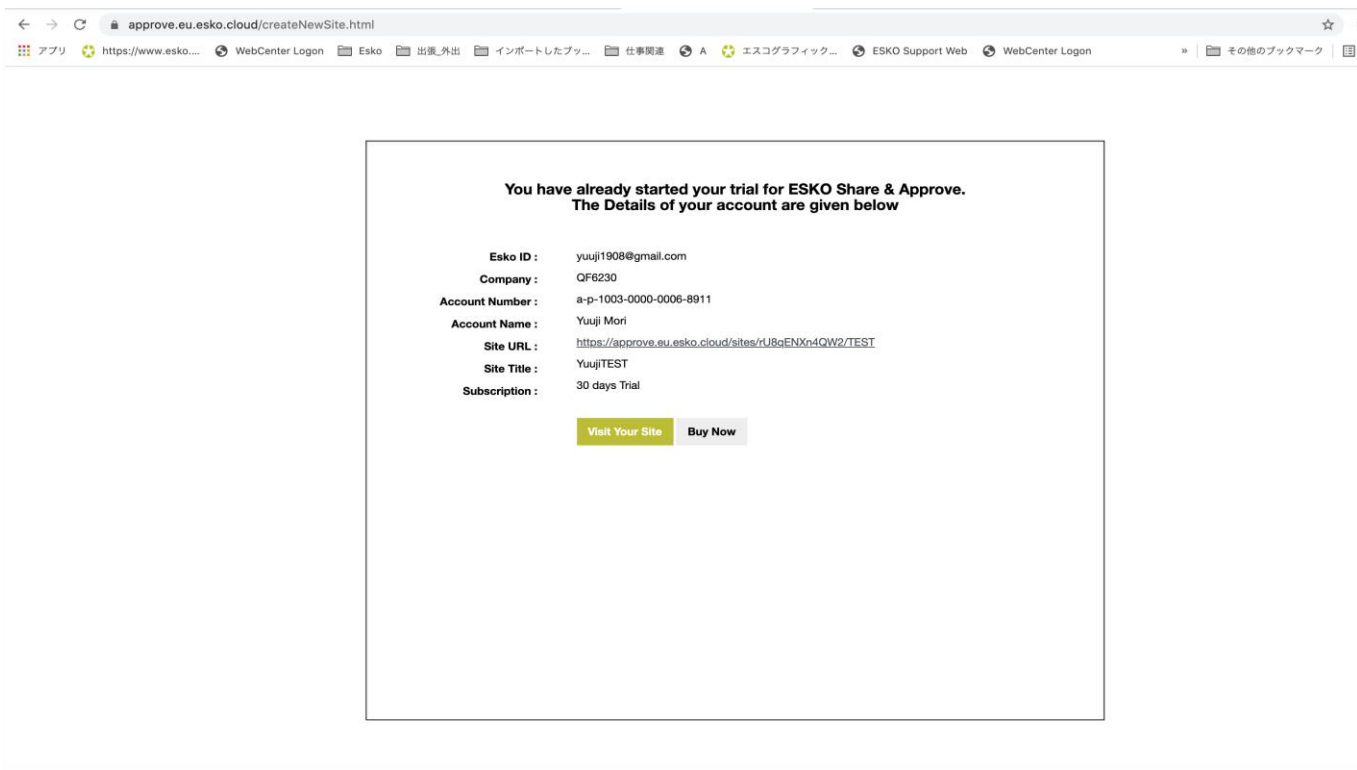 approve.eu.esko.cloud/createNewSite.html
アプリ https://www.esko.... WebCenter Logon Esko 出張_外出 インポートしたブッ... 仕事関連 A エスコグラフィック... ESKO Support Web WebCenter Logon » その他のブックマーク
You have already started your trial for ESKO Share & Approve.
The Details of your account are given below
Esko ID : yuuji1908@gmail.com
Company : QF6230
Account Number : a-p-1003-0000-0006-8911
Account Name : Yuuji Mori
Site URL : https://approve.eu.esko.cloud/sites/rU8qENXn4QW2/TEST
Site Title : YuujiTEST
Subscription : 30 days Trial
Visit Your Site Buy Now